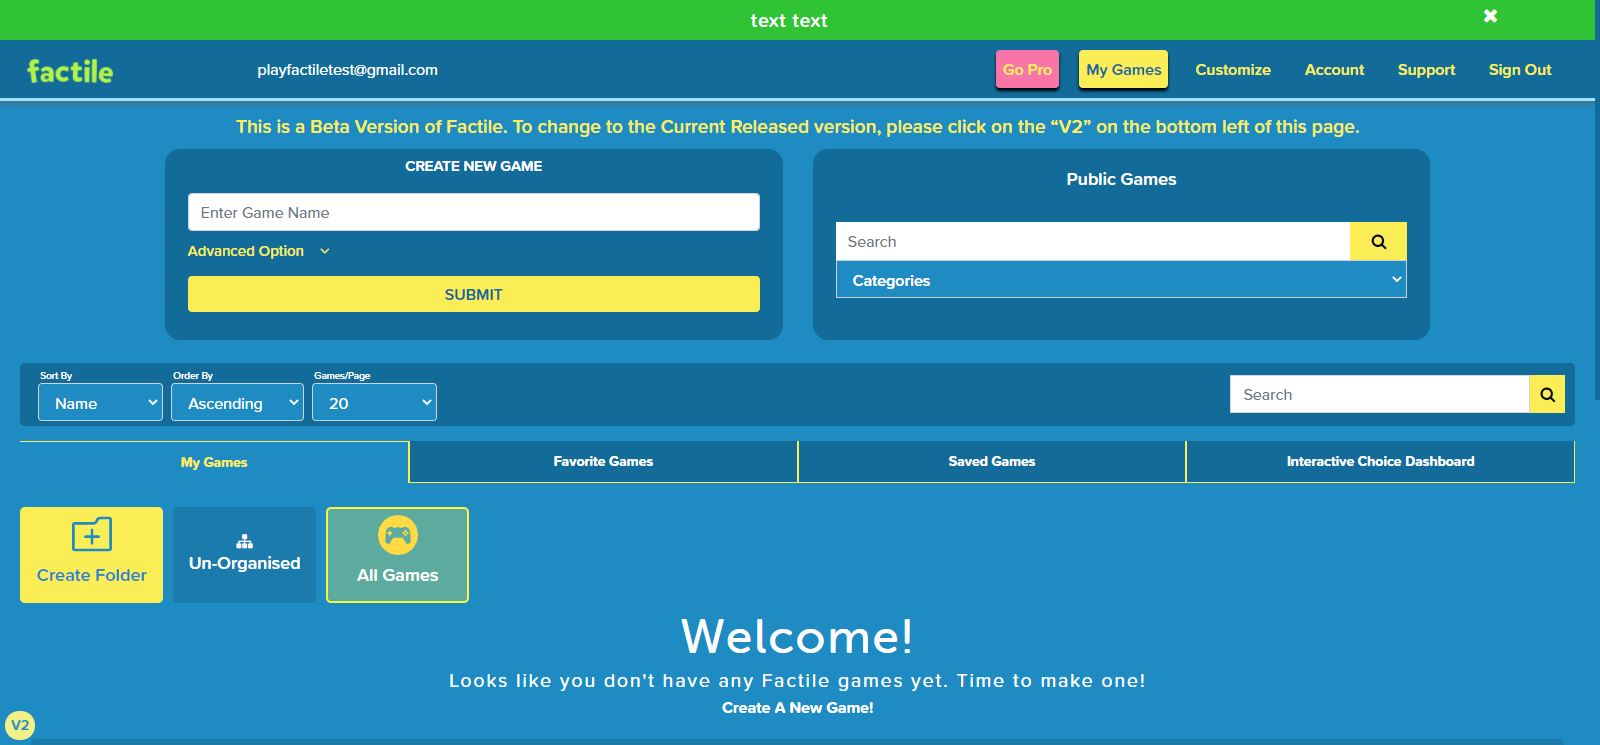 text text
factile
playfactiletest@gmail.com
Go Pro
My Games
Customize
Account
Support
Sign Out
This is a Beta Version of Factile. To change to the Current Released version, please click on the “V2” on the bottom left of this page.
CREATE NEW GAME
Enter Game Name
Advanced Option
SUBMIT
Public Games
Search
Categories
Sort By
Order By
Games/Page
Name
Ascending
20
Search
My Games
Favorite Games
Saved Games
Interactive Choice Dashboard
Create Folder
Un-Organised
All Games
Welcome!
Looks like you don't have any Factile games yet. Time to make one!
Create A New Game!
V2